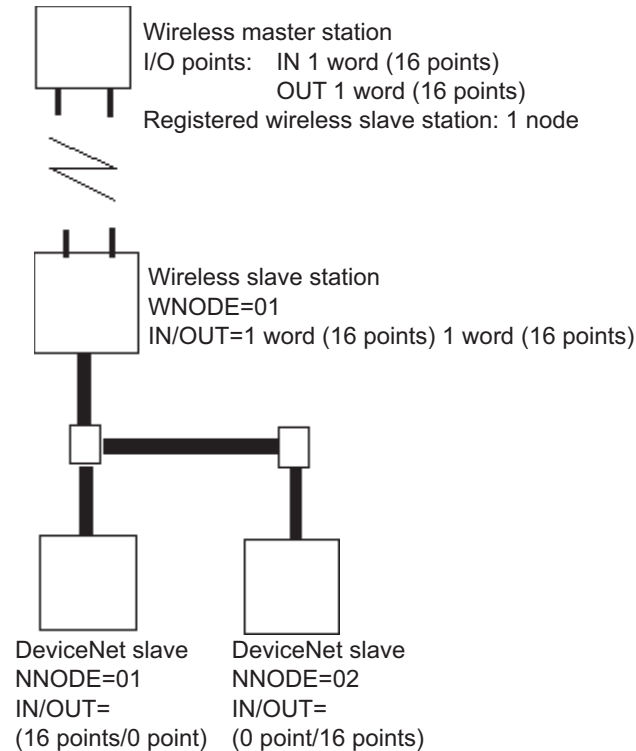 Wireless master station
I/O points: IN 1 word (16 points)
OUT 1 word (16 points)
Registered wireless slave station: 1 node
Wireless slave station
WNODE=01
IN/OUT=1 word (16 points) 1 word (16 points)
DeviceNet slave
NNODE=01
IN/OUT=
(16 points/0 point)
DeviceNet slave
NNODE=02
IN/OUT=
(0 point/16 points)